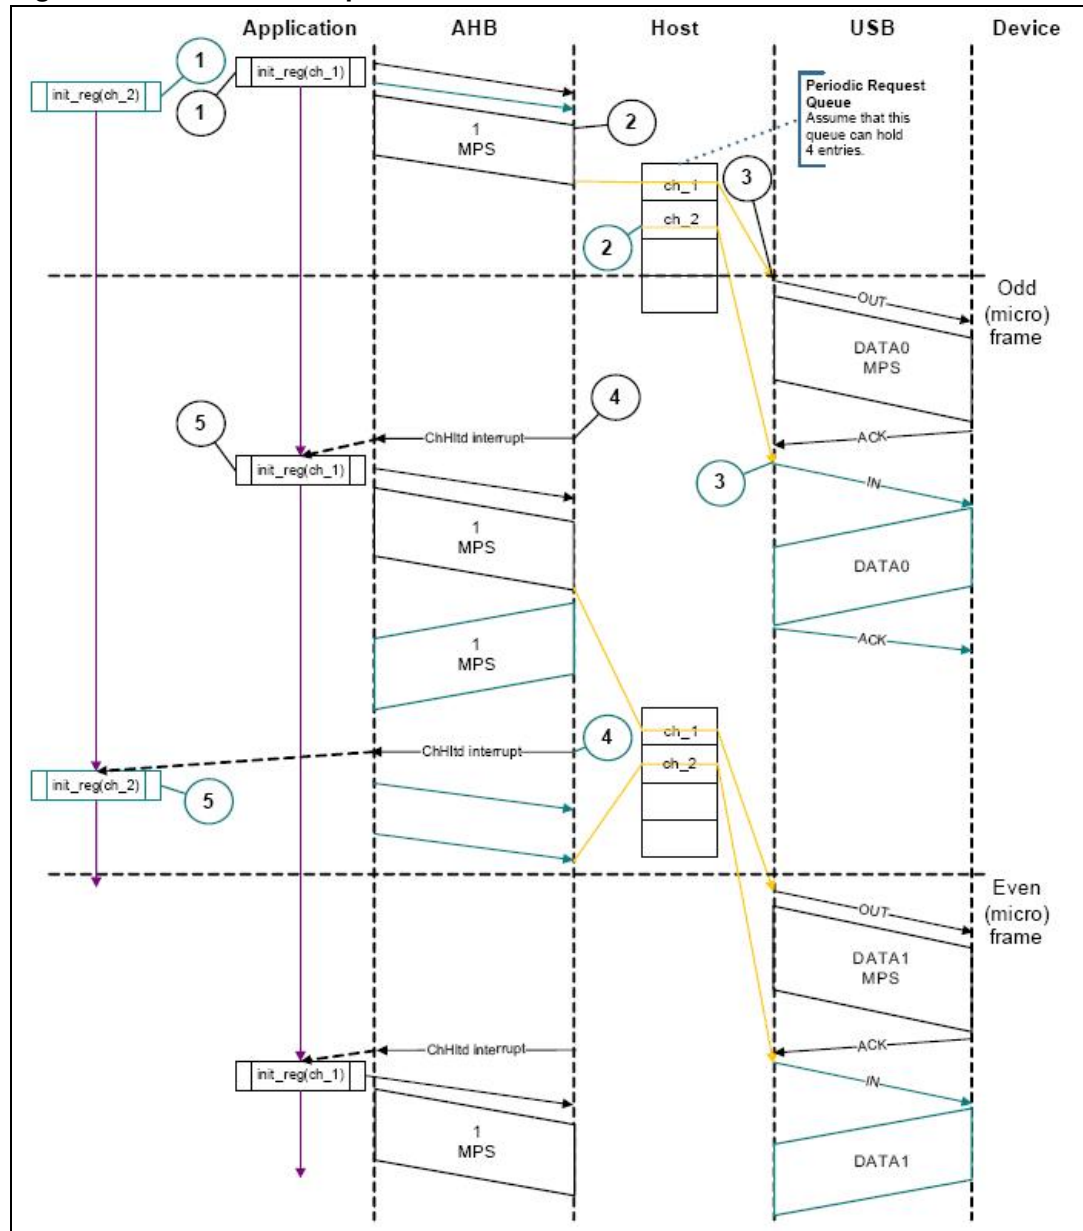 Application AHB Host USB Device
1
init_reg(ch_1)
init_reg(ch_2)
1
Periodic Request
Queue
Assume that this
queue can hold
4 entries.
2
1
MPS
3
ch_1
ch_2
2
Odd
(micro)
frame
OUT
DATA0
MPS
4
5
ChHltd interrupt
ACK
init_reg(ch_1)
3
IN
1
MPS
DATA0
ACK
1
MPS
4
ch_1
ChHltd interrupt
ch_2
init_reg(ch_2)
5
Even
(micro)
frame
OUT
DATA1
MPS
ChHltd interrupt
ACK
init_reg(ch_1)
IN
1
MPS
DATA1